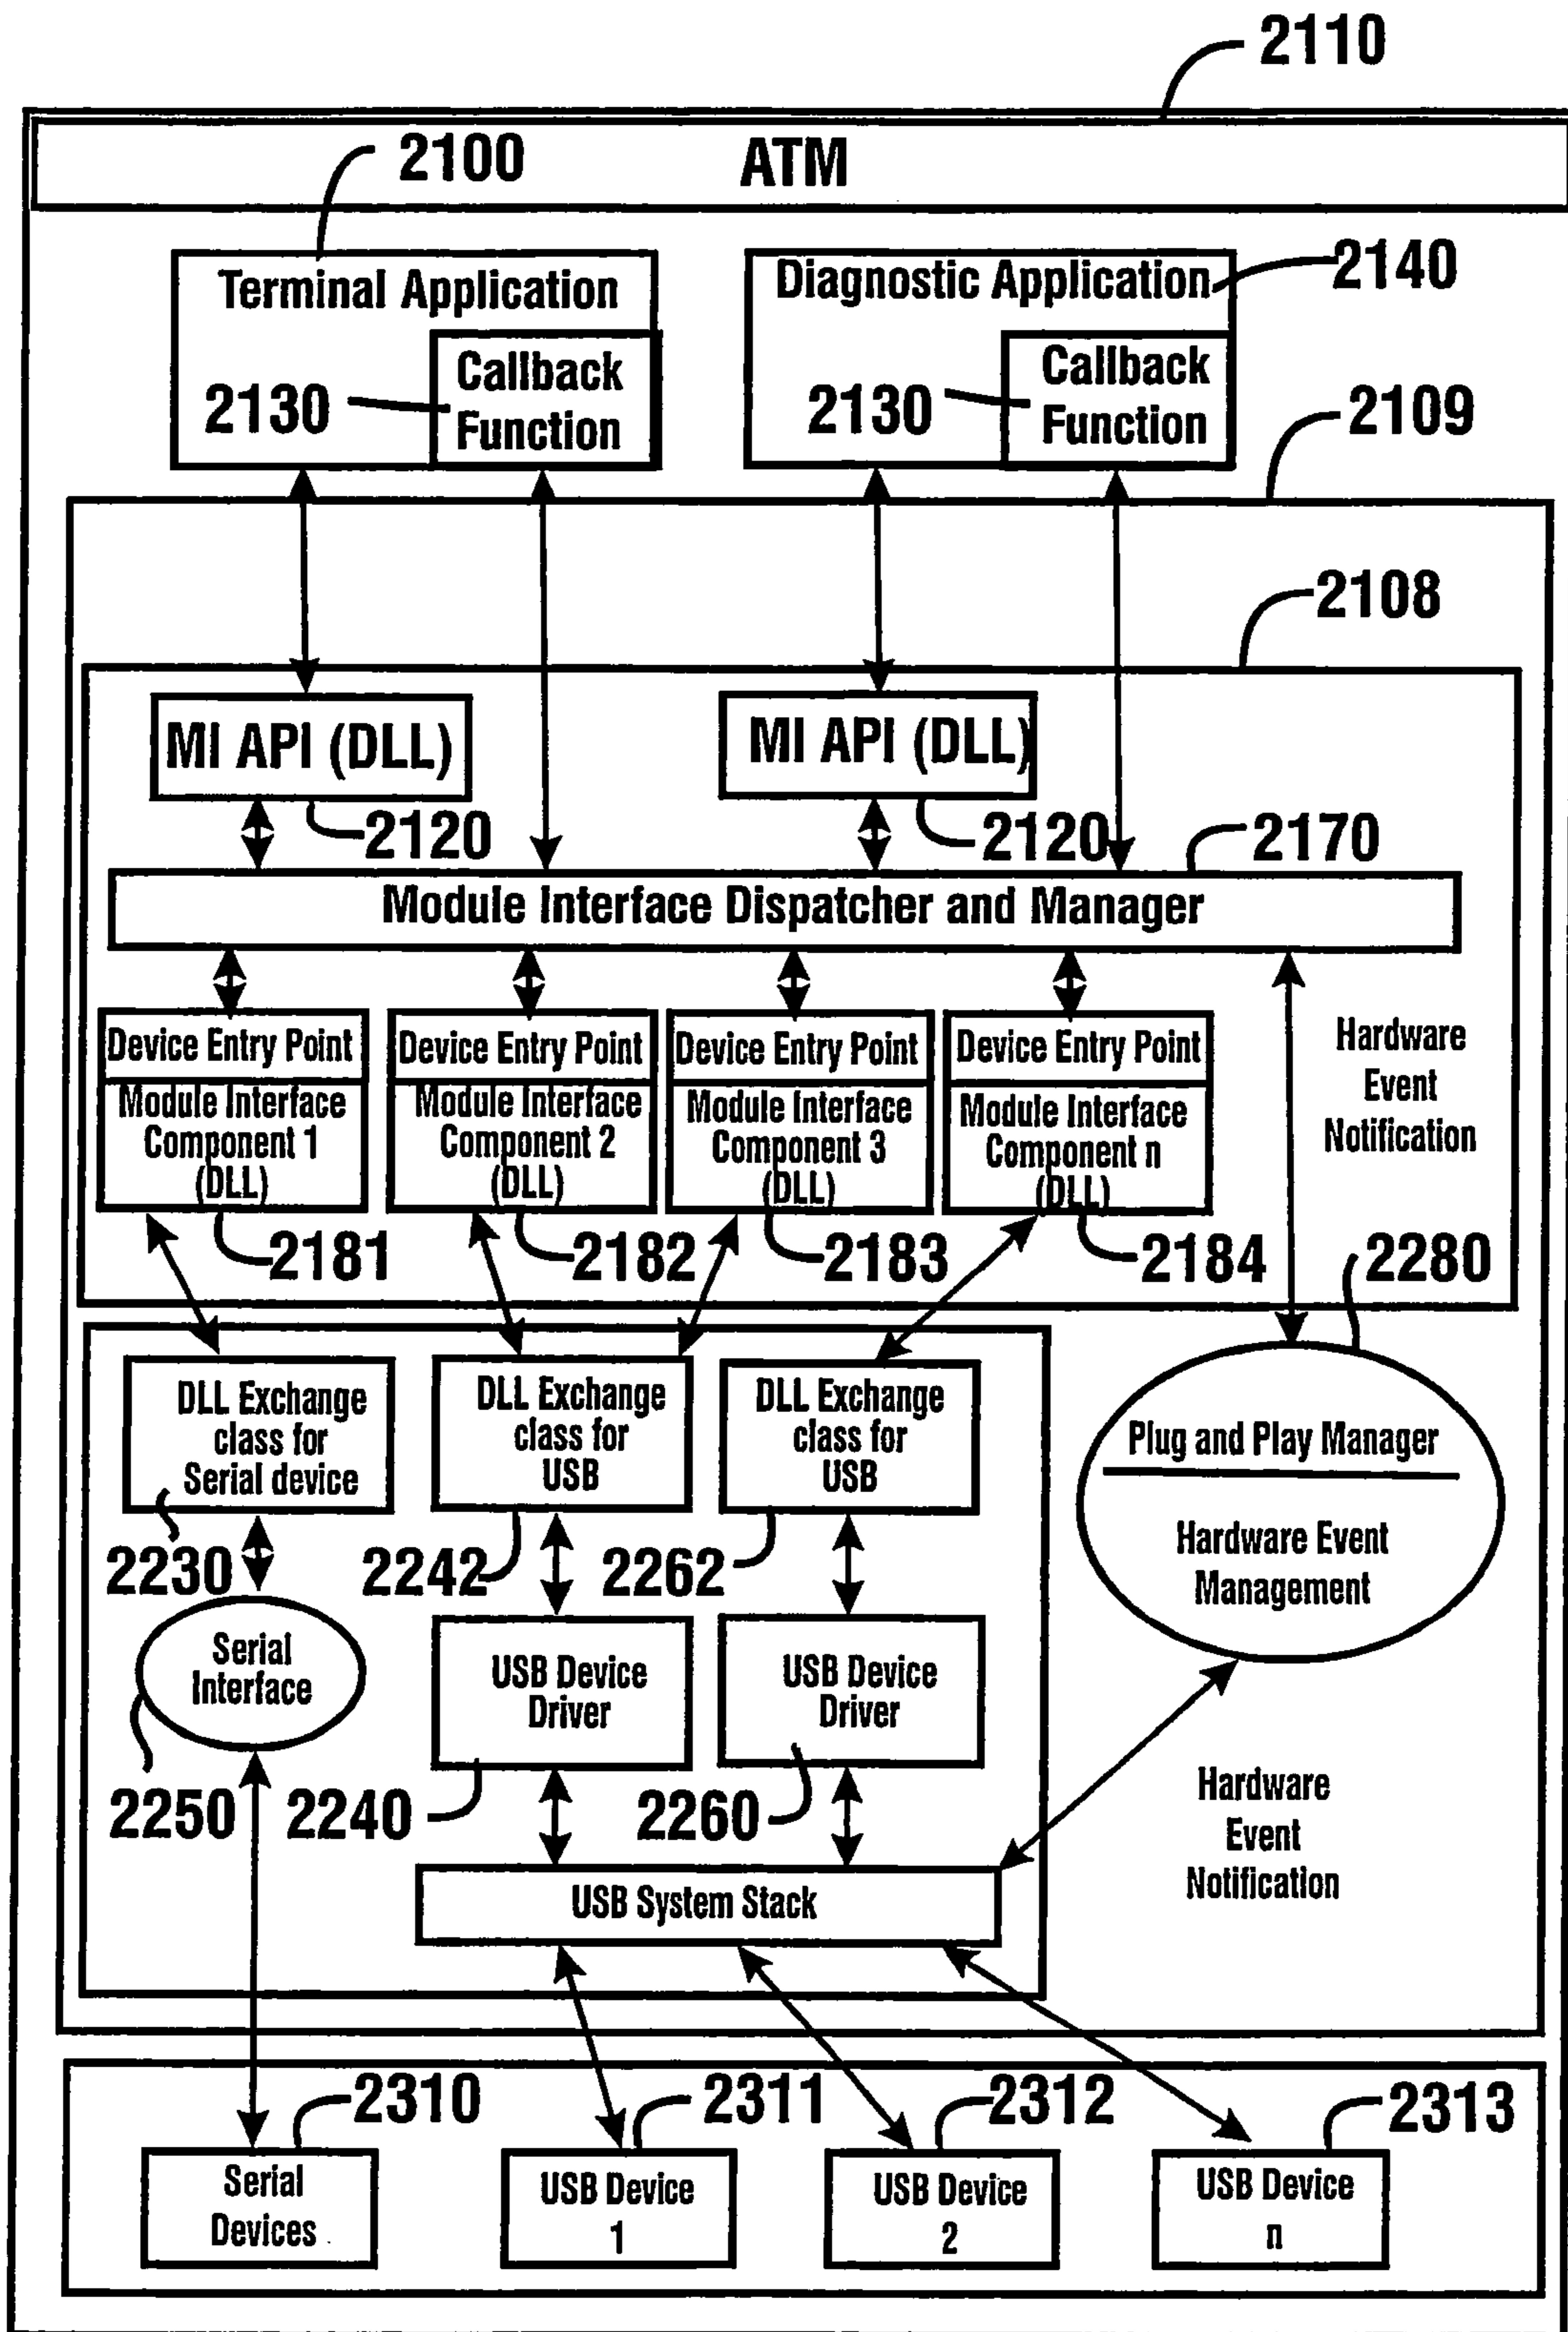 2110
ATM
2100
Terminal Application
Callback
Function
2130
Diagnostic Application
2140
Callback
Function
2130
2109
2108
MI API (DLL)
2120
MI API (DLL)
2120
2170
Module Interface Dispatcher and Manager
Device Entry Point
Module Interface
Component 1
(DLL)
2181
Device Entry Point
Module Interface
Component 2
(DLL)
2182
Device Entry Point
Module Interface
Component 3
(DLL)
2183
Device Entry Point
Module Interface
Component n
(DLL)
2184
Hardware
Event
Notification
2280
DLL Exchange
class for
Serial device
2230
DLL Exchange
class for
USB
2242
DLL Exchange
class for
USB
2262
Plug and Play Manager
Hardware Event
Management
Serial
Interface
2250
USB Device
Driver
2240
USB Device
Driver
2260
Hardware
Event
Notification
USB System Stack
2310
Serial
Devices
2311
USB Device
1
2312
USB Device
2
2313
USB Device
n